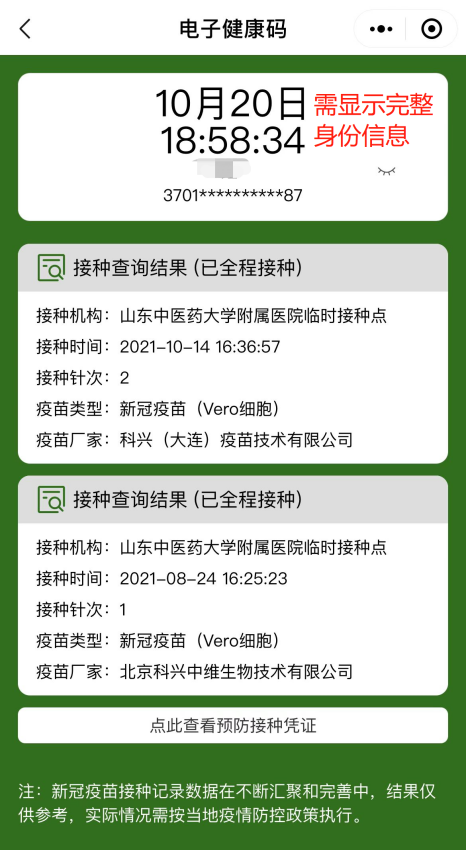 电子健康码
10月20日
18:58:34
需显示完整
身份信息
3701**********87
接种查询结果 (已全程接种)
接种机构：山东中医药大学附属医院临时接种点
接种时间：2021-10-14 16:36:57
接种针次：2
疫苗类型：新冠疫苗（Vero细胞）
疫苗厂家：科兴（大连）疫苗技术有限公司
接种查询结果 (已全程接种)
接种机构：山东中医药大学附属医院临时接种点
接种时间：2021-08-24 16:25:23
接种针次：1
疫苗类型：新冠疫苗（Vero细胞）
疫苗厂家：北京科兴中维生物技术有限公司
点此查看预防接种凭证
注：新冠疫苗接种记录数据在不断汇聚和完善中，结果仅
供参考，实际情况需按当地疫情防控政策执行。